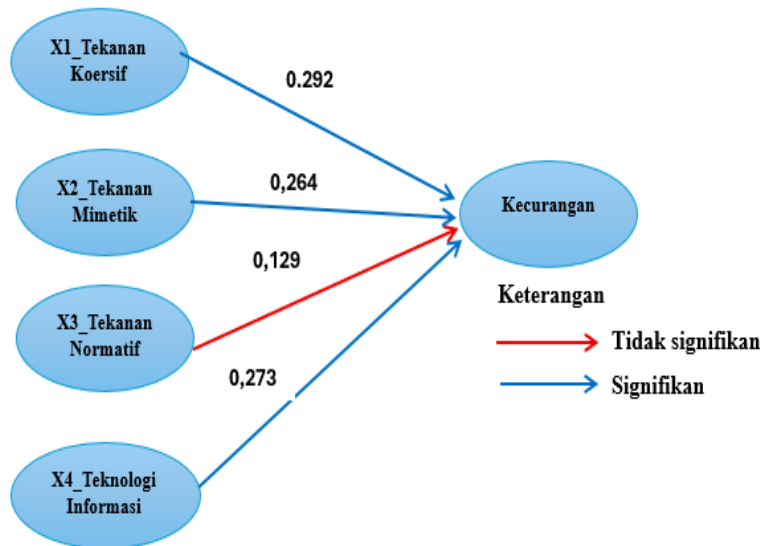 X1_Tekanan
Koersif
0.292
X2_Tekanan
Mimetik
0,264
Kecurangan
0,129
X3_Tekanan
Normatif
Keterangan
Tidak signifikan
Signifikan
0,273
X4_Teknologi
Informasi